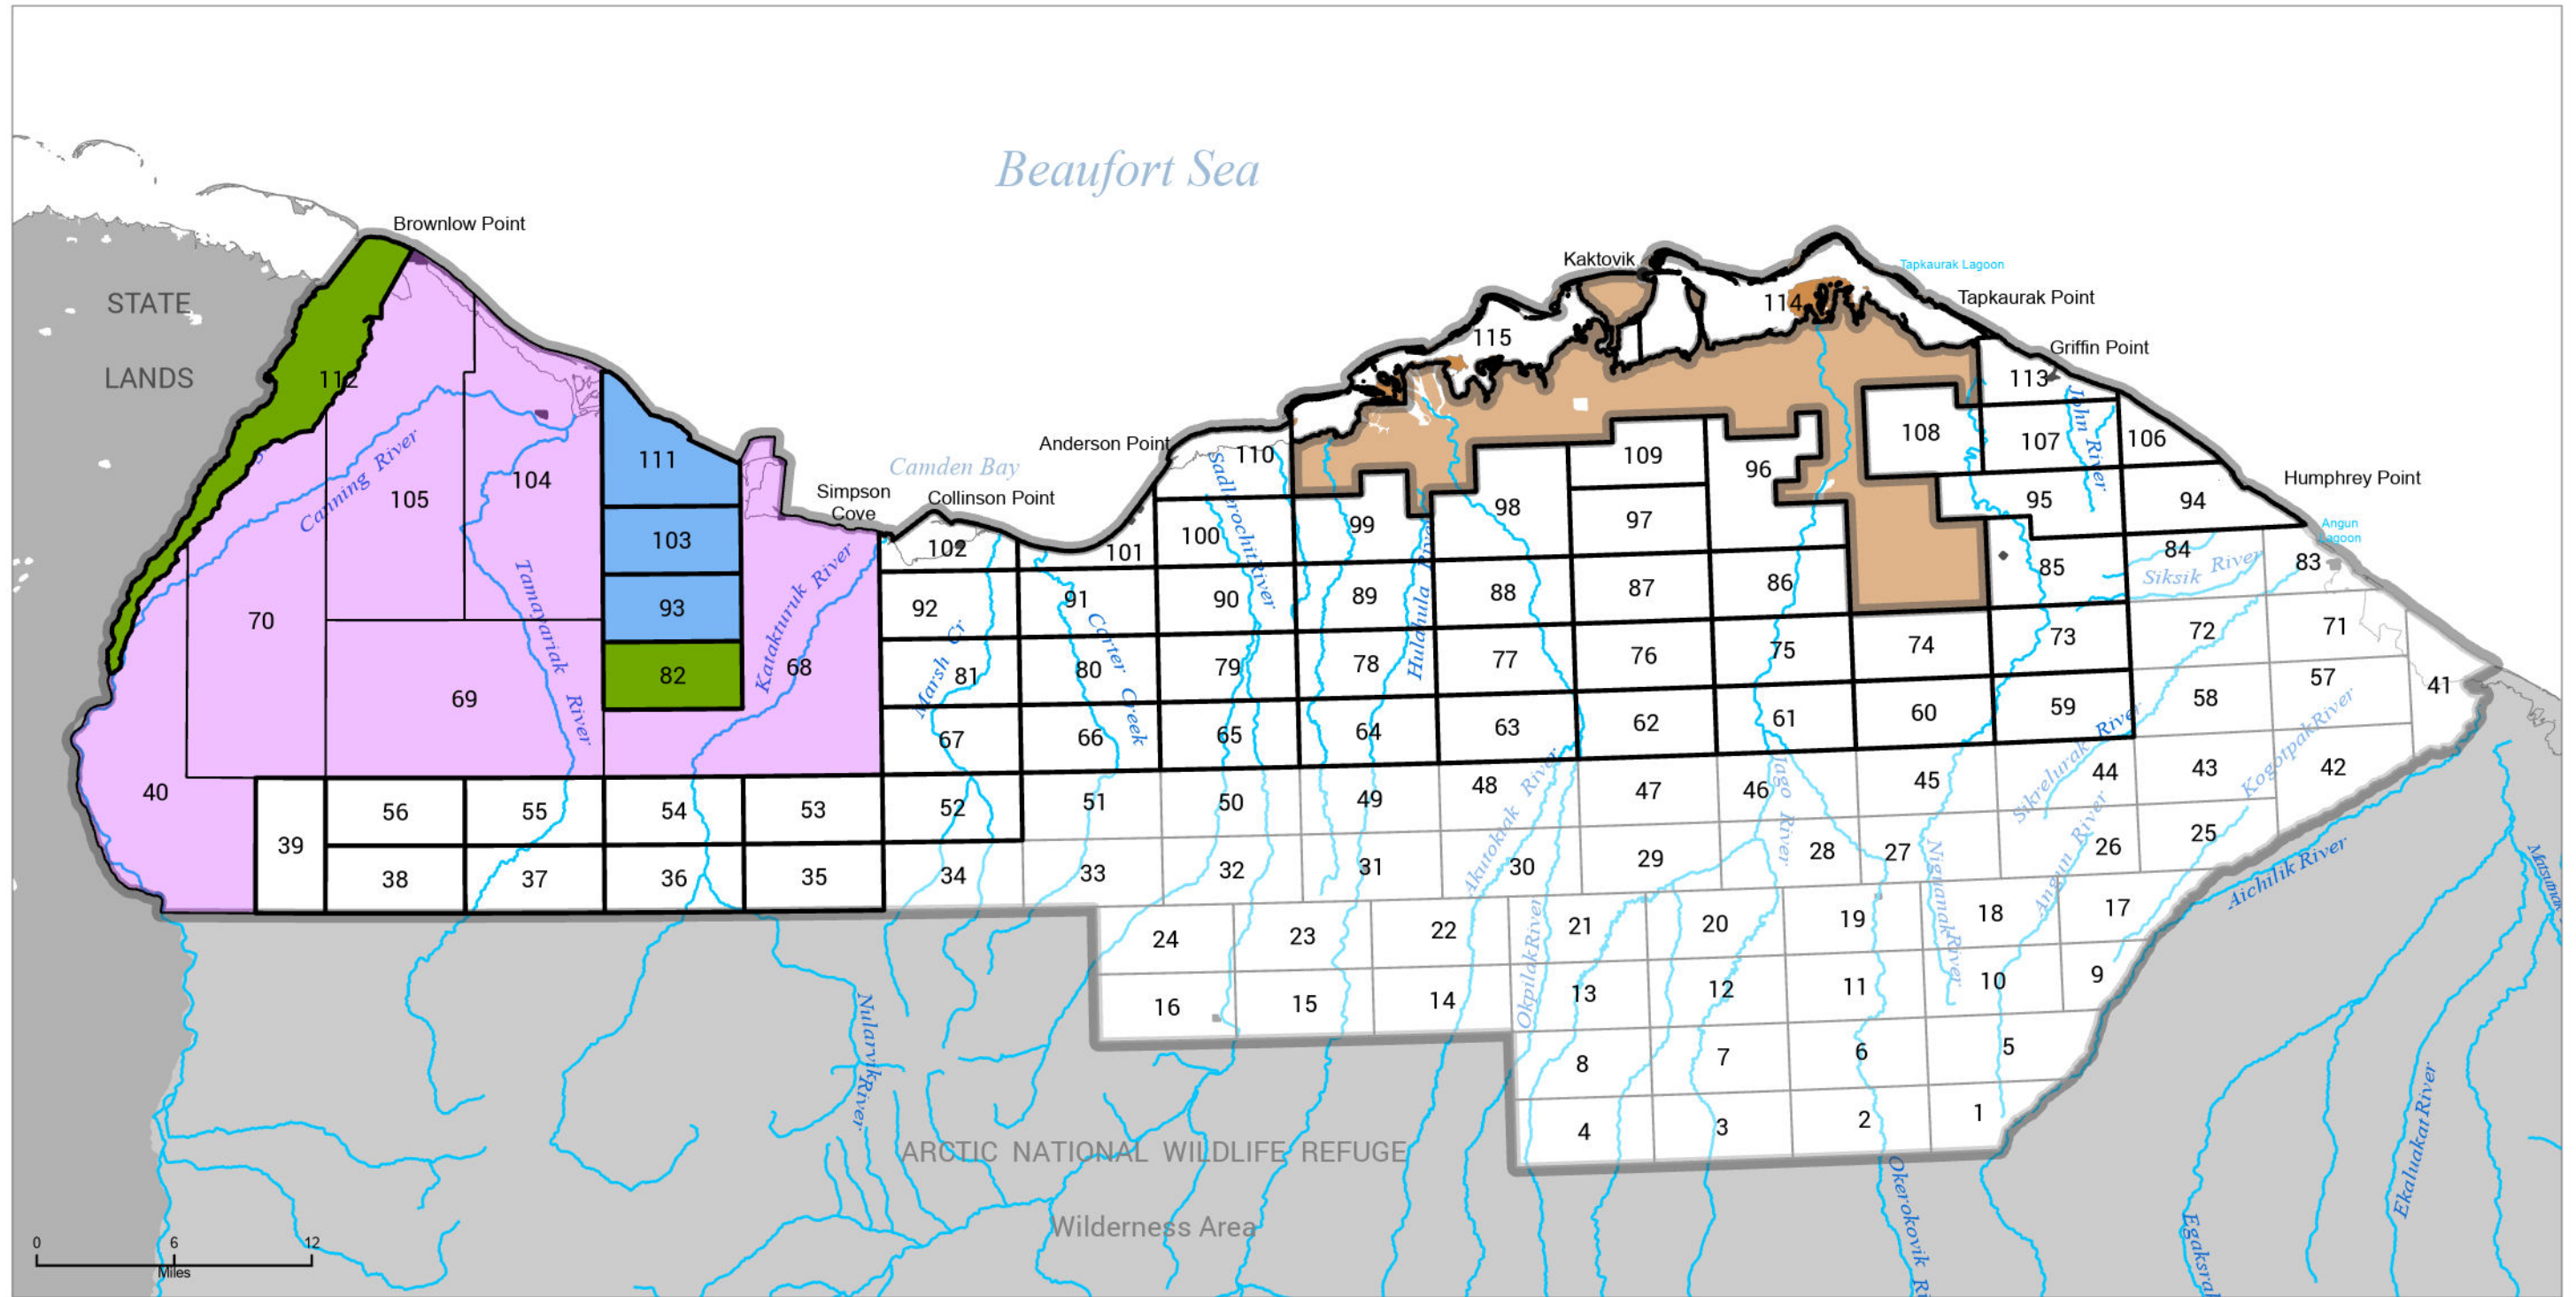 Beaufort Sea
Brownlow Point
STATE
LANDS
Kaktovik
Tapkaurak Lagoon
Tapkaurak Point
114
115
Griffin Point
112
113
Canning River
111
Anderson Point
110
Camden Bay
Sadlerochit River
109
108
107
John River
106
Simpson
Cove
Collinson Point
Humphrey Point
105
104
103
102
101
100
99
98
97
96
95
94
Angun
Lagoon
Tamayariak River
Katakturuk River
Marsh Cr
Carter Creek
Hulahula River
93
92
91
90
89
88
87
86
85
84
Siksik River
83
70
82
81
80
79
78
77
76
75
74
73
72
71
69
68
67
66
65
64
63
62
61
60
59
58
57
41
Sikrelurak River
Kogotpak River
40
56
55
54
53
52
51
50
49
48
47
46
45
44
43
42
Akutoktak River
Jago River
Niguanak River
Angun River
Aichilik River
39
38
37
36
35
34
33
32
31
30
29
28
27
26
25
24
23
22
21
20
19
18
17
Okpilak River
16
15
14
13
12
11
10
9
Nularvik River
8
7
6
5
4
3
2
1
ARCTIC NATIONAL WILDLIFE REFUGE
Wilderness Area
Okerokovik Ri
Egaksra
Ekaluakat River
0 6 12
Miles